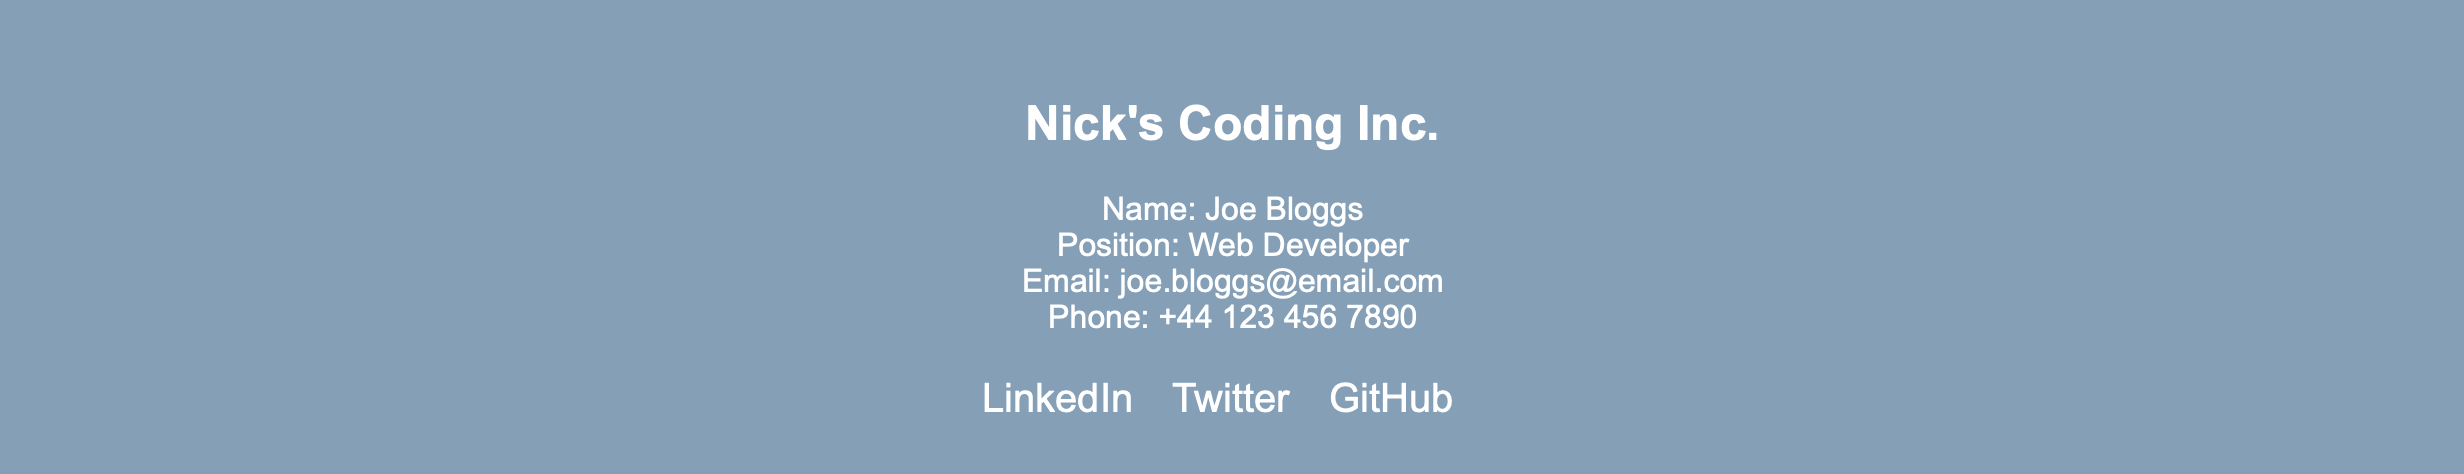 Nick's Coding Inc.
Name: Joe Bloggs
Position: Web Developer
Email: joe.bloggs@email.com
Phone: +44 123 456 7890
LinkedIn Twitter GitHub